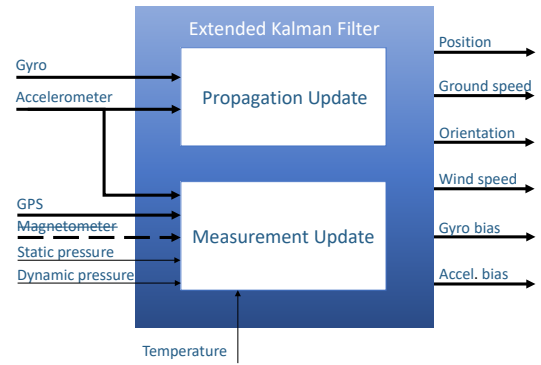 Extended Kalman Filter
Position
Gyro
Ground speed
Accelerometer
Propagation Update
Orientation
Wind speed
GPS
Magnetometer
Measurement Update
Gyro bias
Static pressure
Dynamic pressure
Accel. bias
Temperature